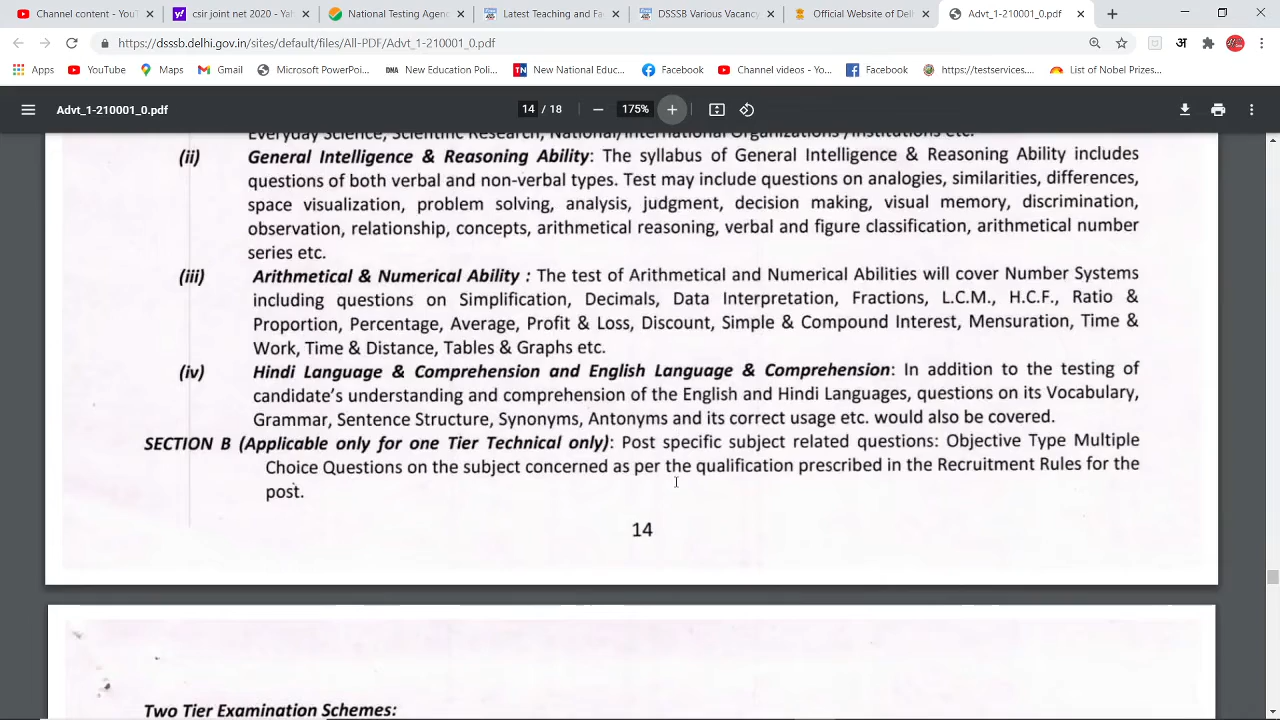 Channel content - YouT
csir joint net 2020 - Yal
National Testing Agenc
Latest Teaching and Fa
DSSSB Various Vacancy
Official Website of Delh
Advt_1-210001_0.pdf
https://dsssb.delhi.gov.in/sites/default/files/All-PDF/Advt_1-210001_0.pdf
अ
Apps YouTube Maps Gmail Microsoft PowerPoi... DNA New Education Poli... TN New National Educ... Facebook Channel videos - Yo... Facebook https://testservices.... List of Nobel Prizes...
Advt_1-210001_0.pdf 14 / 18 175%
Everyday Science, Scientific Research, National/International Organizations /Institutions etc.
(ii) General Intelligence & Reasoning Ability: The syllabus of General Intelligence & Reasoning Ability includes
questions of both verbal and non-verbal types. Test may include questions on analogies, similarities, differences,
space visualization, problem solving, analysis, judgment, decision making, visual memory, discrimination,
observation, relationship, concepts, arithmetical reasoning, verbal and figure classification, arithmetical number
series etc.
(iii) Arithmetical & Numerical Ability : The test of Arithmetical and Numerical Abilities will cover Number Systems
including questions on Simplification, Decimals, Data Interpretation, Fractions, L.C.M., H.C.F., Ratio &
Proportion, Percentage, Average, Profit & Loss, Discount, Simple & Compound Interest, Mensuration, Time &
Work, Time & Distance, Tables & Graphs etc.
(iv) Hindi Language & Comprehension and English Language & Comprehension: In addition to the testing of
candidate's understanding and comprehension of the English and Hindi Languages, questions on its Vocabulary,
Grammar, Sentence Structure, Synonyms, Antonyms and its correct usage etc. would also be covered.
SECTION B (Applicable only for one Tier Technical only): Post specific subject related questions: Objective Type Multiple
Choice Questions on the subject concerned as per the qualification prescribed in the Recruitment Rules for the
post.
14
Two Tier Examination Schemes: